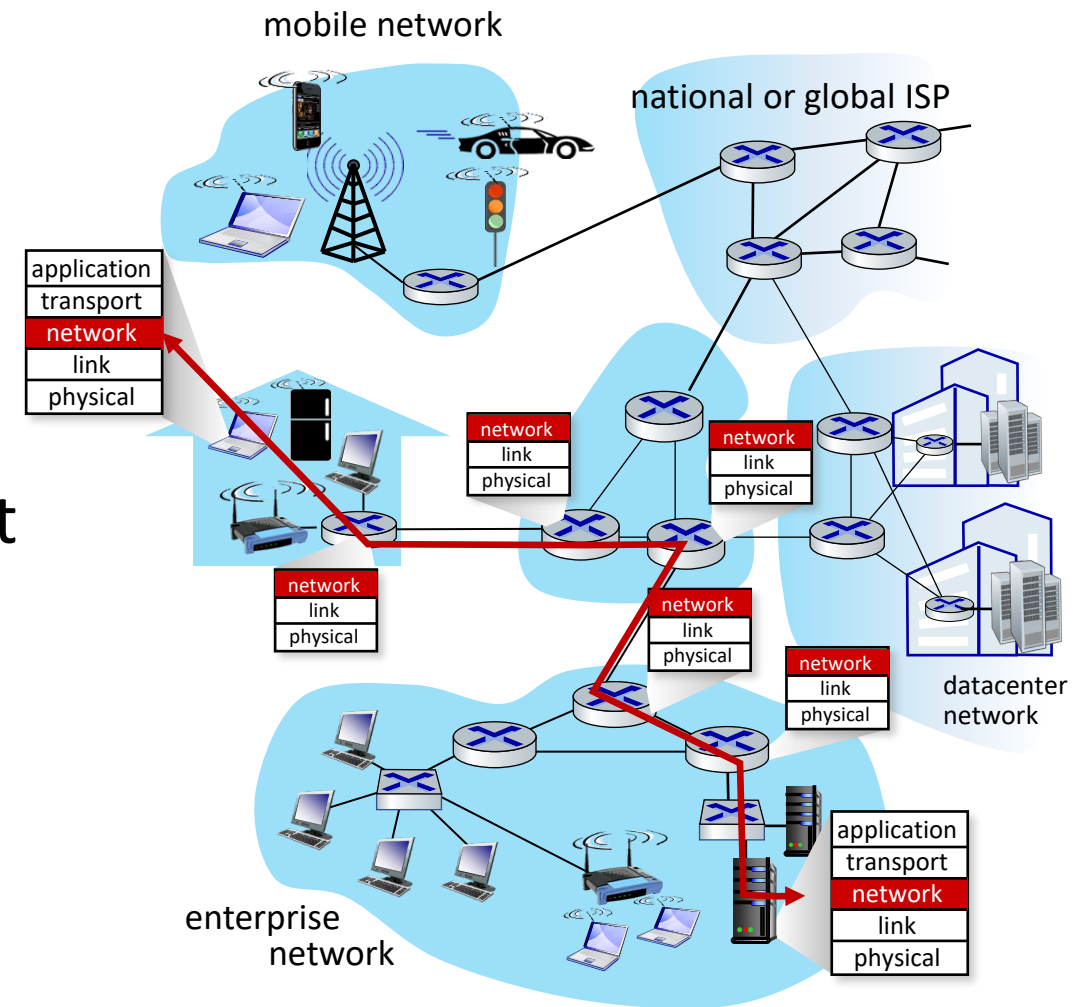 mobile network
national or global ISP
application
transport
network
link
physical
network
link
physical
network
link
physical
t
network
link
physical
network
link
physical
network
link
physical
datacenter
network
application
transport
network
link
physical
enterprise
network